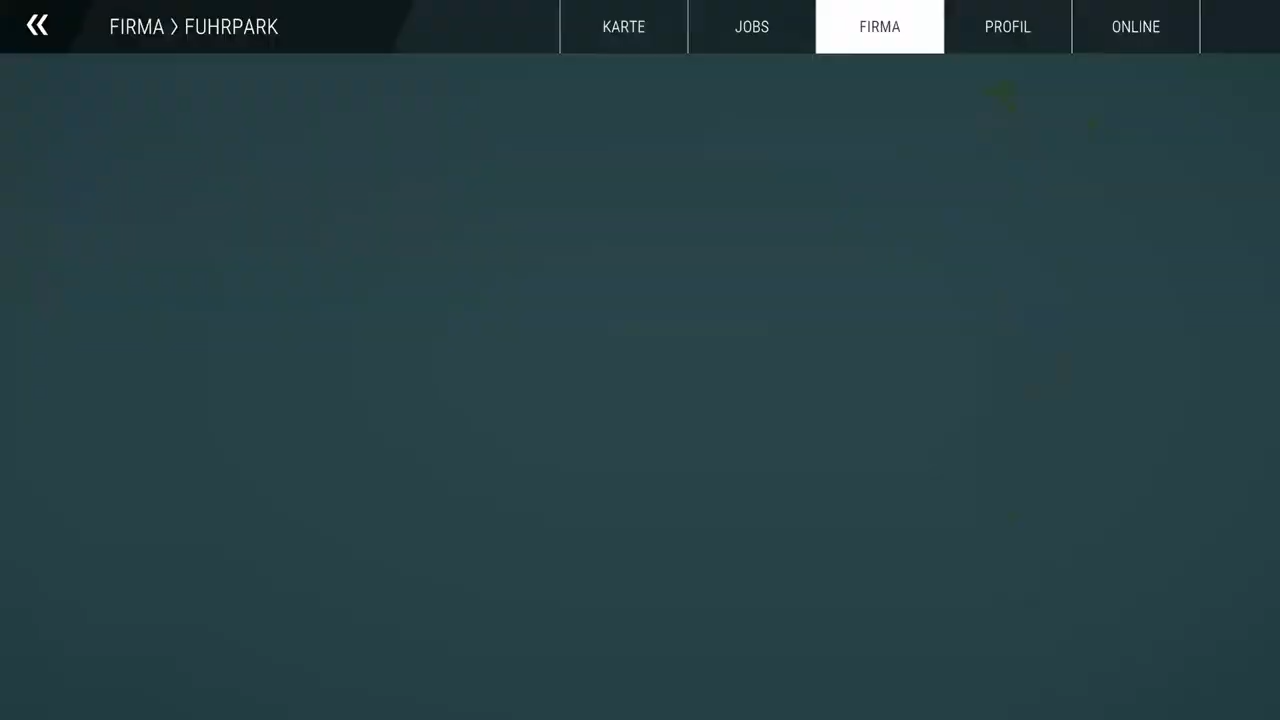 FIRMA > FUHRPARK
KARTE
JOBS
FIRMA
PROFIL
ONLINE